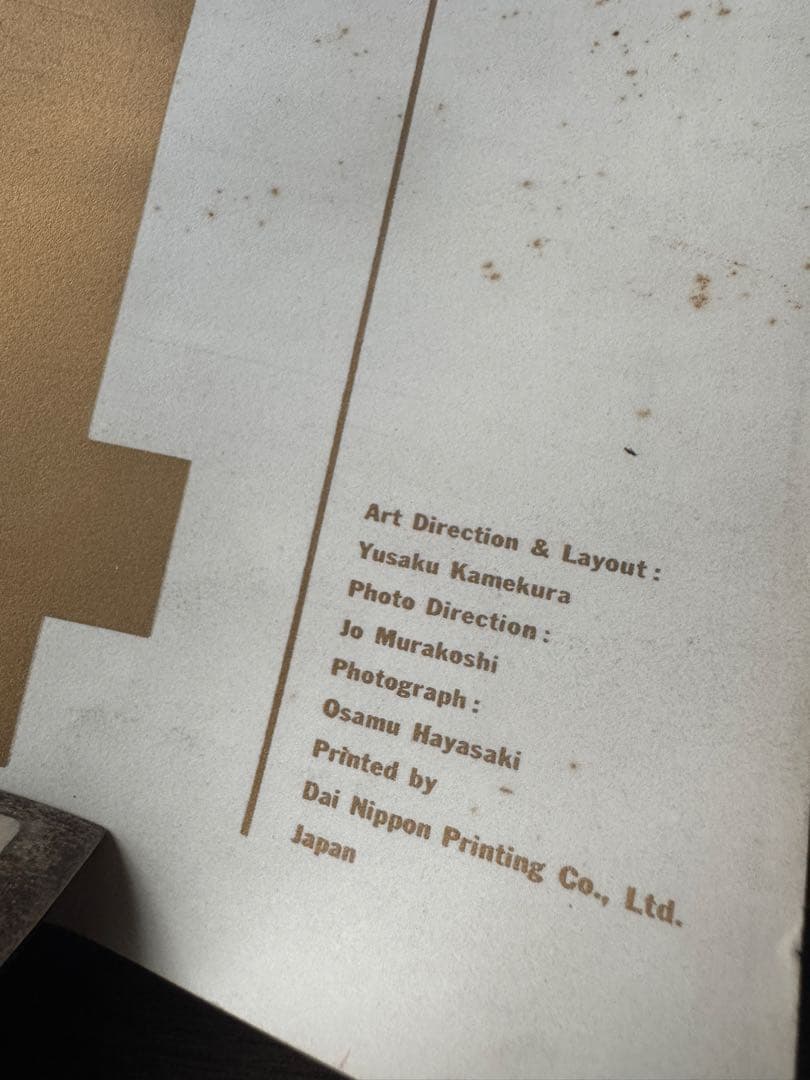 Art Direction & Layout :
Yusaku Kamekura
Photo Direction :
Jo Murakoshi
Photograph :
Osamu Hayasaki
Printed by
Dai Nippon Printing Co., Ltd.
Japan